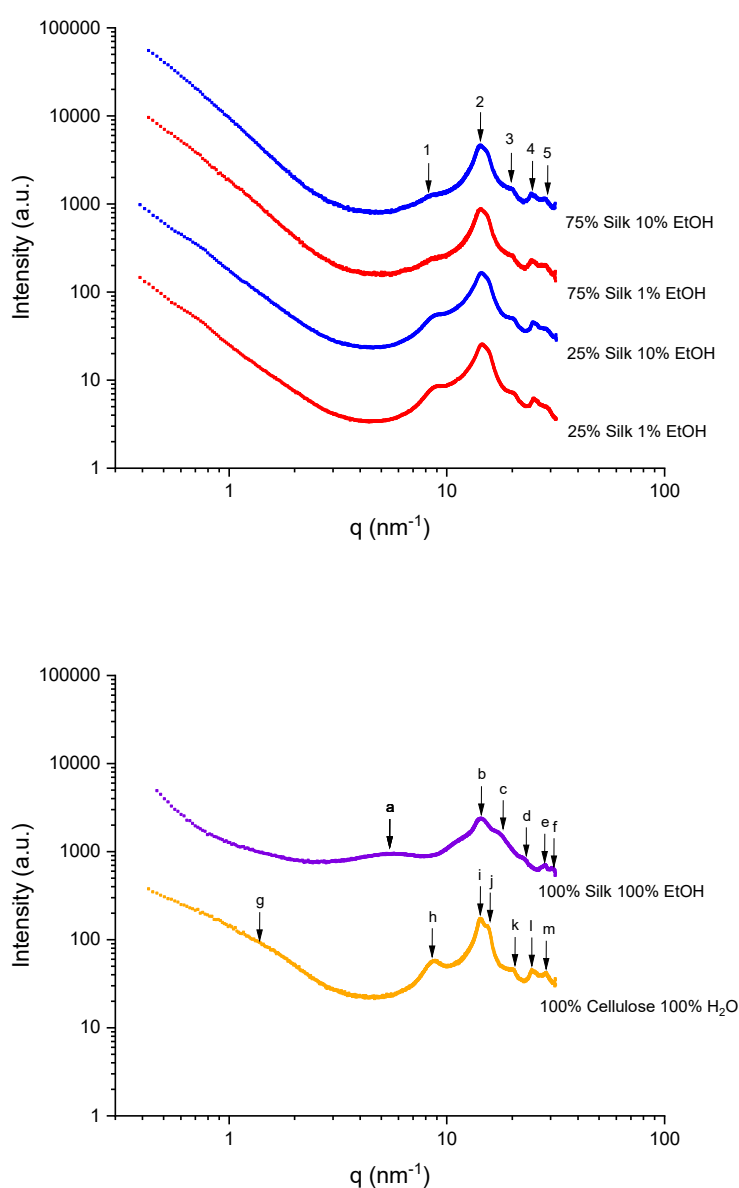 100000
10000
1000
100
10
1
Intensity (a.u.)
1 2 3 4 5
75% Silk 10% EtOH
75% Silk 1% EtOH
25% Silk 10% EtOH
25% Silk 1% EtOH
1 10 100
q (nm⁻¹)
100000
10000
1000
100
10
1
Intensity (a.u.)
a b c d e f
100% Silk 100% EtOH
g h i j k l m
100% Cellulose 100% H₂O
1 10 100
q (nm⁻¹)